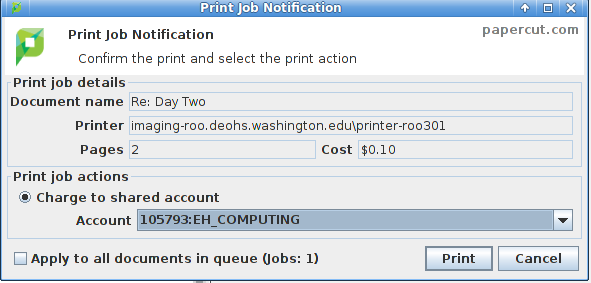 Print Job Notification
Print Job Notification
papercut.com
Confirm the print and select the print action
Print job details
Document name Re: Day Two
Printer imaging-roo.deohs.washington.edu\printer-roo301
Pages 2 Cost $0.10
Print job actions
Charge to shared account
Account 105793:EH_COMPUTING
Apply to all documents in queue (Jobs: 1) Print Cancel